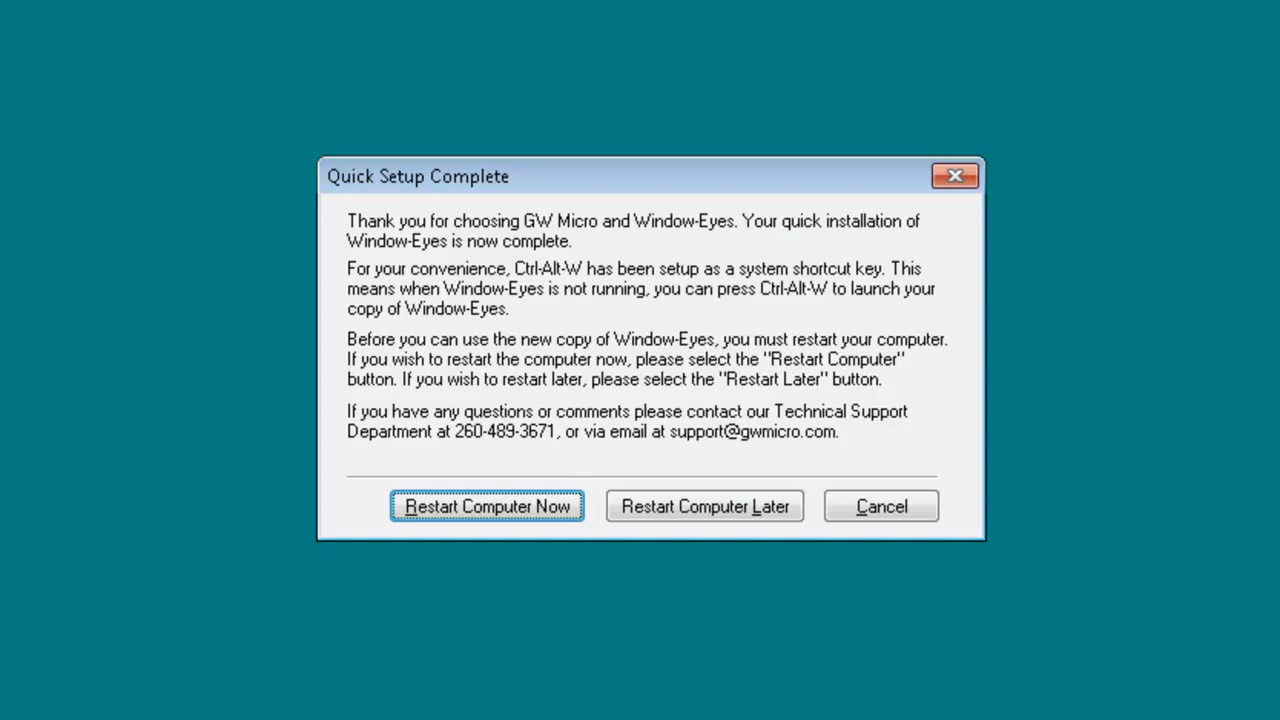 Quick Setup Complete
Thank you for choosing GW Micro and Window-Eyes. Your quick installation of
Window-Eyes is now complete.
For your convenience, Ctrl-Alt-W has been setup as a system shortcut key. This
means when Window-Eyes is not running, you can press Ctrl-Alt-W to launch your
copy of Window-Eyes.
Before you can use the new copy of Window-Eyes, you must restart your computer.
If you wish to restart the computer now, please select the "Restart Computer"
button. If you wish to restart later, please select the "Restart Later" button.
If you have any questions or comments please contact our Technical Support
Department at 260-489-3671, or via email at support@gwmicro.com.
Restart Computer Now Restart Computer Later Cancel